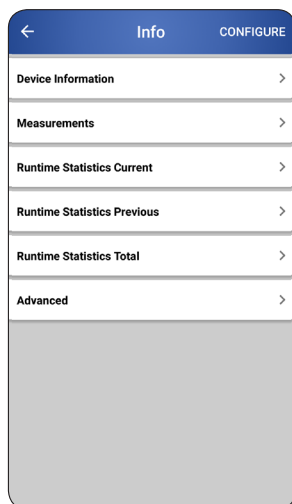 Info CONFIGURE
Device Information
Measurements
Runtime Statistics Current
Runtime Statistics Previous
Runtime Statistics Total
Advanced